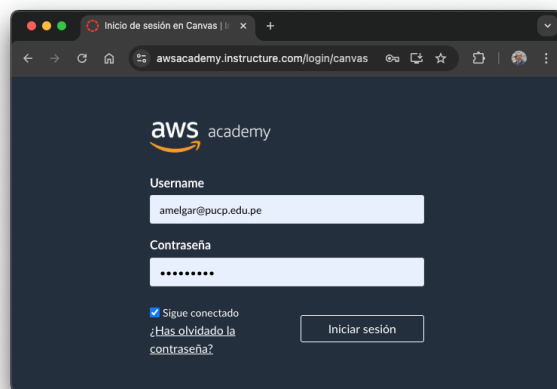 Inicio de sesión en Canvas | I
awsacademy.instructure.com/login/canvas
aws academy
Username
amelgar@pucp.edu.pe
Contraseña
•••••••••
Sigue conectado
¿Has olvidado la
contraseña?
Iniciar sesión